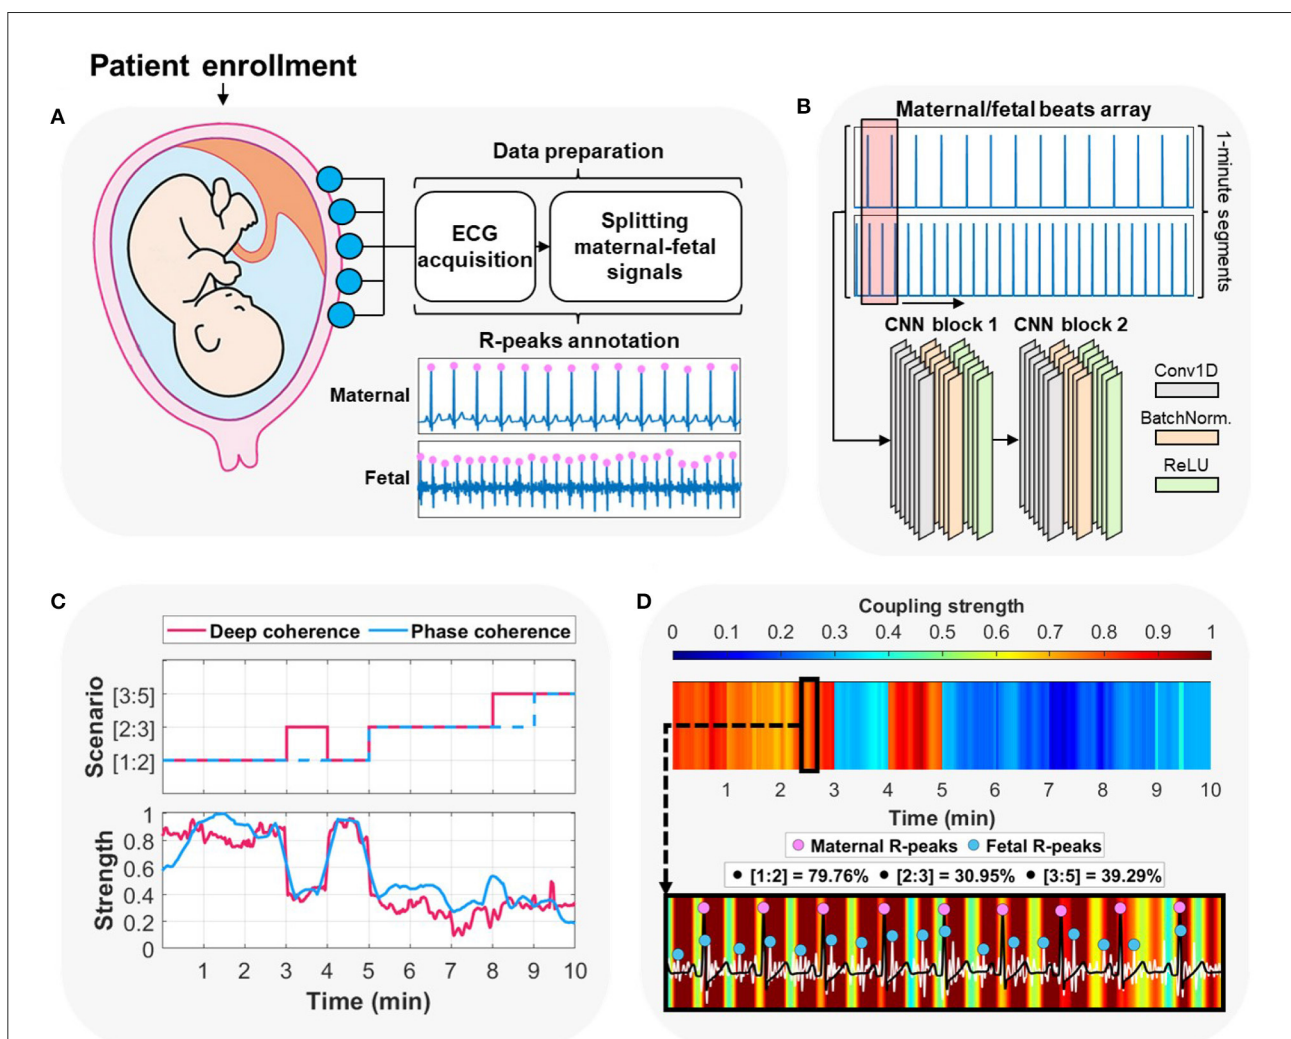 Patient enrollment
A
Data preparation
ECG
acquisition
Splitting
maternal-fetal
signals
R-peaks annotation
Maternal
Fetal
B
Maternal/fetal beats array
1-minute segments
CNN block 1
CNN block 2
Conv1D
BatchNorm.
ReLU
C
Deep coherence
Phase coherence
Scenario
[3:5]
[2:3]
[1:2]
Strength
1
0.8
0.6
0.4
0.2
0
1 2 3 4 5 6 7 8 9 10
Time (min)
D
Coupling strength
0 0.1 0.2 0.3 0.4 0.5 0.6 0.7 0.8 0.9 1
1 2 3 4 5 6 7 8 9 10
Time (min)
Maternal R-peaks Fetal R-peaks
[1:2] = 79.76% [2:3] = 30.95% [3:5] = 39.29%